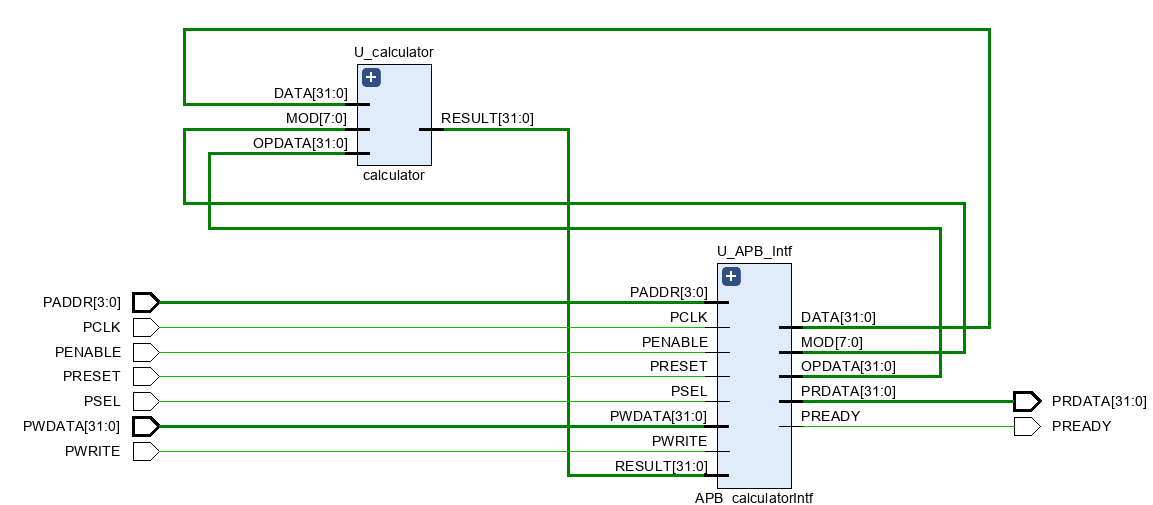 U_calculator
DATA[31:0]
MOD[7:0]
RESULT[31:0]
OPDATA[31:0]
calculator
U_APB_Intf
PADDR[3:0]
PADDR[3:0]
PCLK
PCLK
DATA[31:0]
PENABLE
PENABLE
MOD[7:0]
PRESET
PRESET
OPDATA[31:0]
PSEL
PSEL
PRDATA[31:0]
PRDATA[31:0]
PWDATA[31:0]
PWDATA[31:0]
PREADY
PREADY
PWRITE
PWRITE
RESULT[31:0]
APB_calculatorIntf